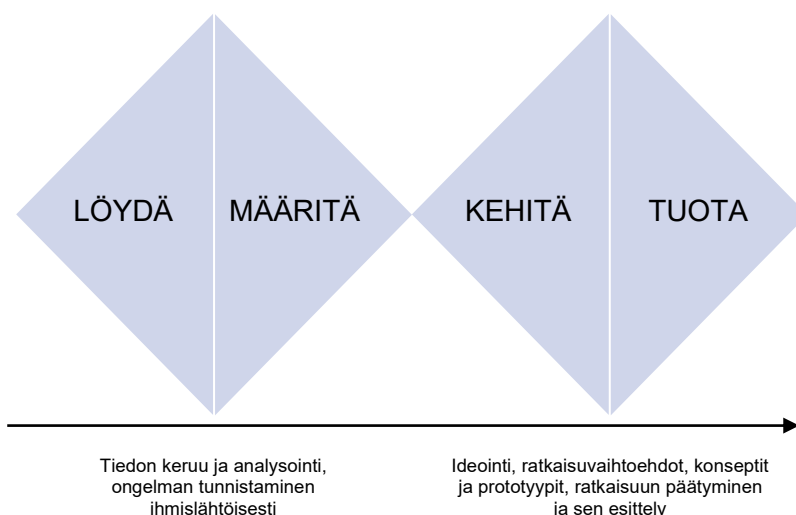 LÖYDÄ MÄÄRITÄ KEHITÄ TUOTA
Tiedon keruu ja analysointi,
ongelman tunnistaminen
ihmislähtöisesti
Ideointi, ratkaisuvaihtoehdot, konseptit
ja prototyypit, ratkaisuun päätyminen
ja sen esittely